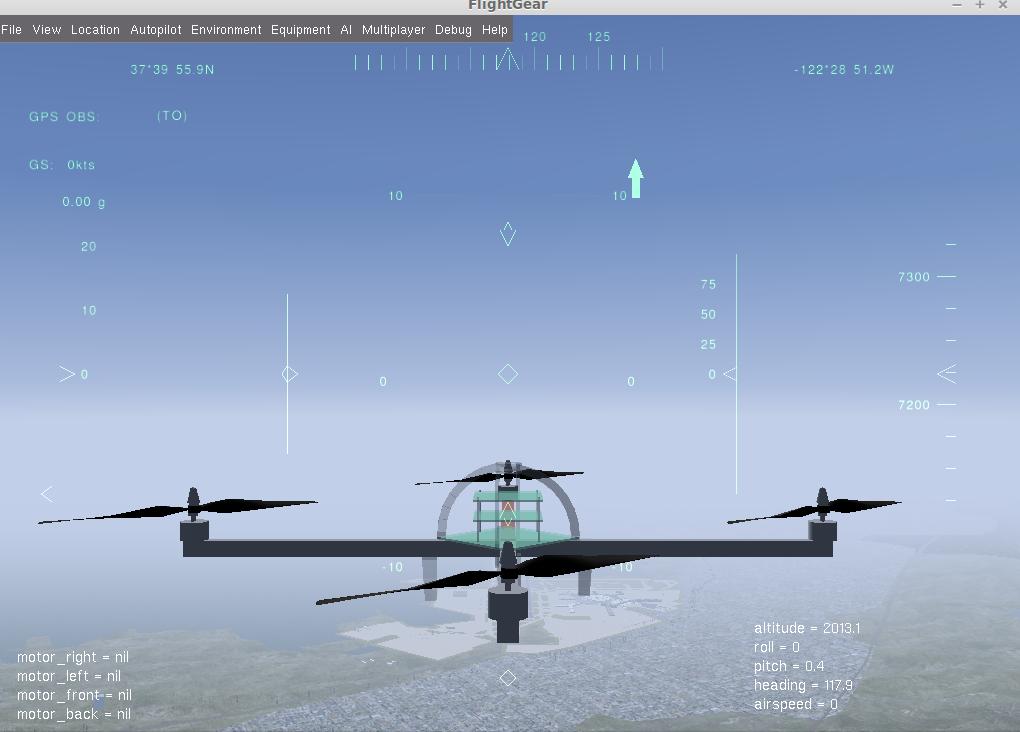 FlightGear
File View Location Autopilot Environment Equipment AI Multiplayer Debug Help
120 125
37*39 55.9N
-122*28 51.2W
GPS OBS: (TO)
GS: 0kts
10 10
0.00 g
20
7300
75
10
50
25
0
0
0 0
7200
-10 -10
altitude = 2013.1
roll = 0
pitch = 0.4
heading = 117.9
airspeed = 0
motor_right = nil
motor_left = nil
motor_front = nil
motor_back = nil